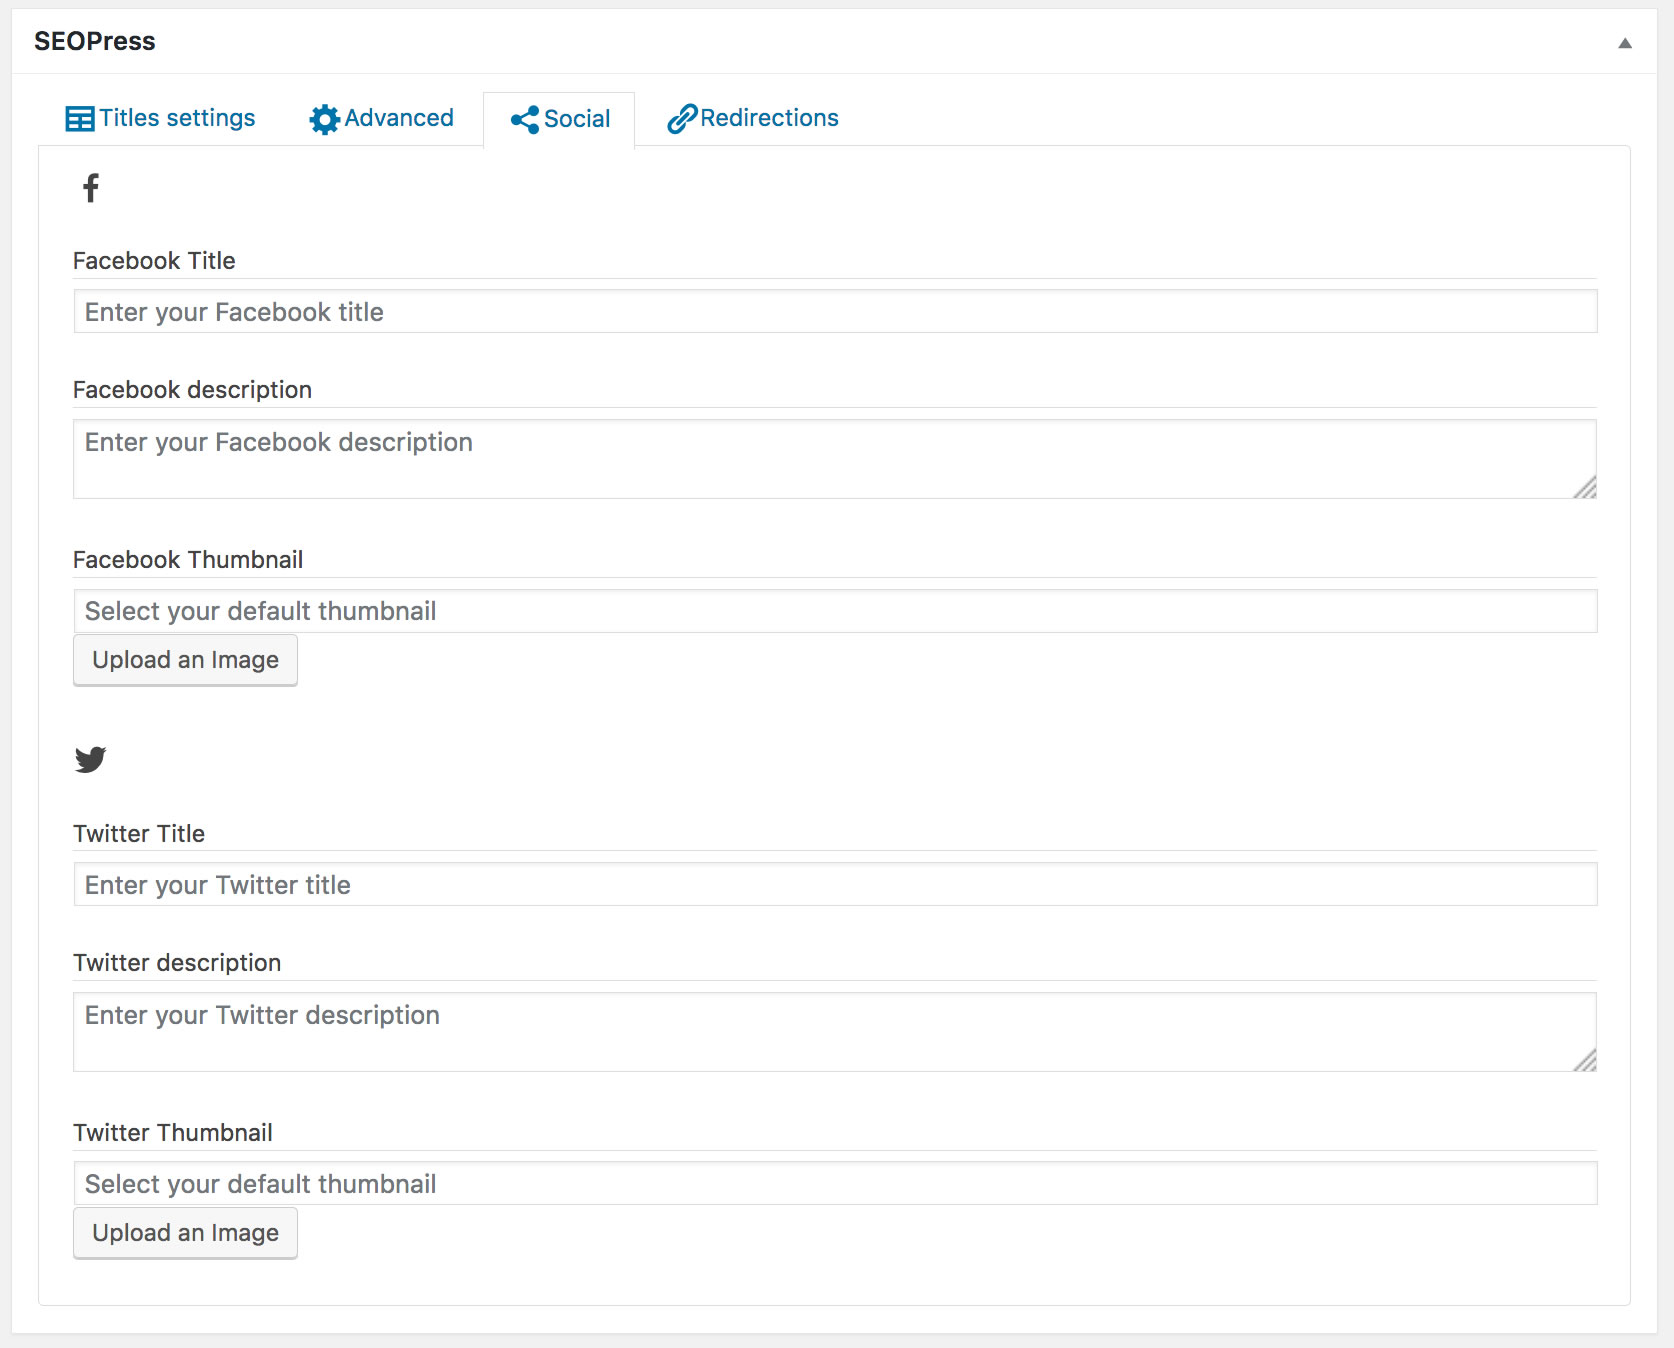 SEOPress
Titles settings Advanced Social Redirections
Facebook Title
Enter your Facebook title
Facebook description
Enter your Facebook description
Facebook Thumbnail
Select your default thumbnail
Upload an Image
Twitter Title
Enter your Twitter title
Twitter description
Enter your Twitter description
Twitter Thumbnail
Select your default thumbnail
Upload an Image